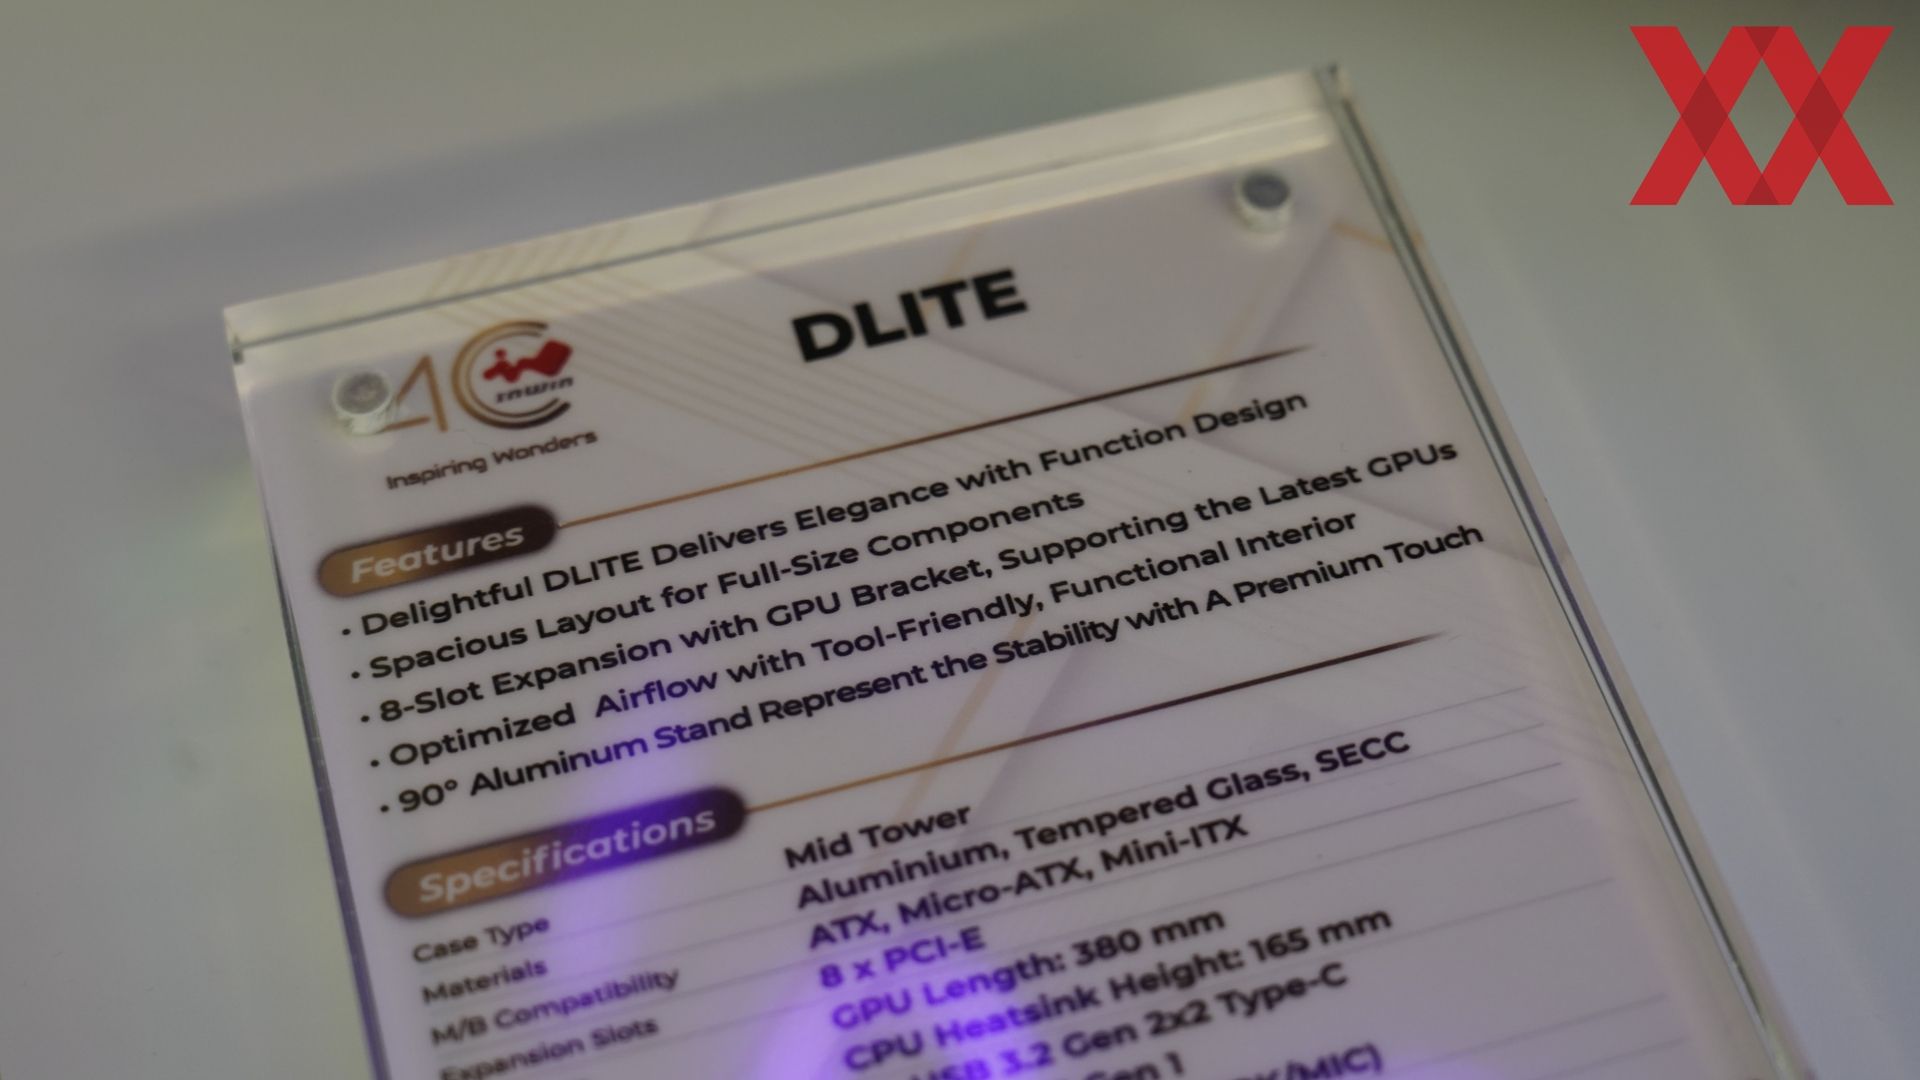 DLITE
40
InWin
Inspiring Wonders
Features
• Delightful DLITE Delivers Elegance with Function Design
• Spacious Layout for Full-Size Components
• 8-Slot Expansion with GPU Bracket, Supporting the Latest GPUs
• Optimized Airflow with Tool-Friendly, Functional Interior
• 90° Aluminum Stand Represent the Stability with A Premium Touch
Specifications
Case Type Mid Tower
Materials Aluminium, Tempered Glass, SECC
M/B Compatibility ATX, Micro-ATX, Mini-ITX
Expansion Slots 8 x PCI-E
GPU Length: 380 mm
CPU Heatsink Height: 165 mm
USB 3.2 Gen 2x2 Type-C
Gen 1
/MIC)